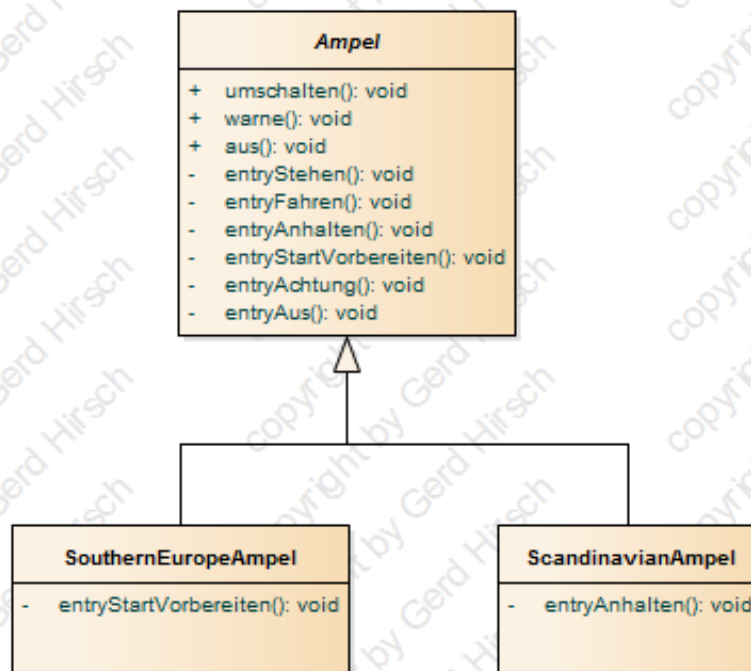 Ampel
+ umschalten(): void
+ warne(): void
+ aus(): void
- entryStehen(): void
- entryFahren(): void
- entryAnhalten(): void
- entryStartVorbereiten(): void
- entryAchtung(): void
- entryAus(): void
SouthernEuropeAmpel
- entryStartVorbereiten(): void
ScandinavianAmpel
- entryAnhalten(): void
copyright by Gerd Hirsch